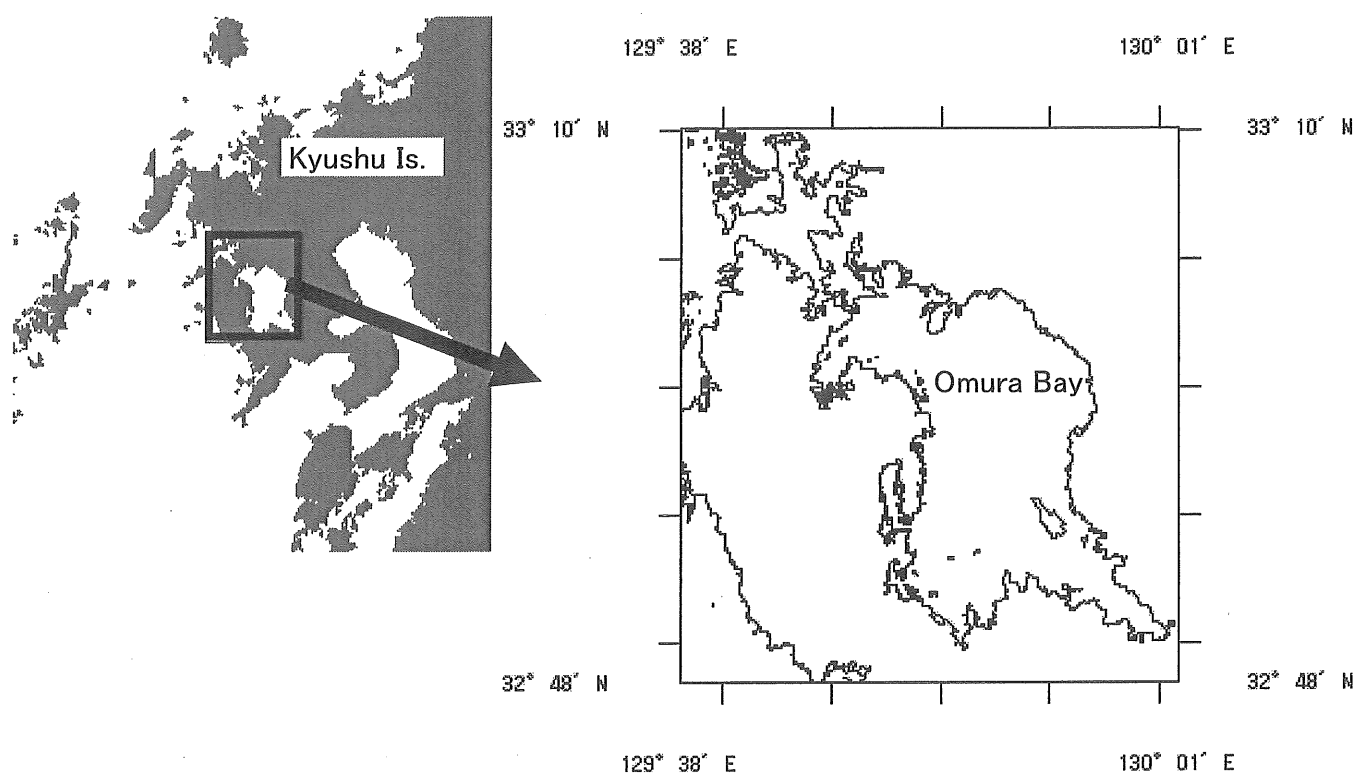 129° 38′ E
130° 01′ E
33° 10′ N
33° 10′ N
Kyushu Is.
Omura Bay
32° 48′ N
32° 48′ N
129° 38′ E
130° 01′ E